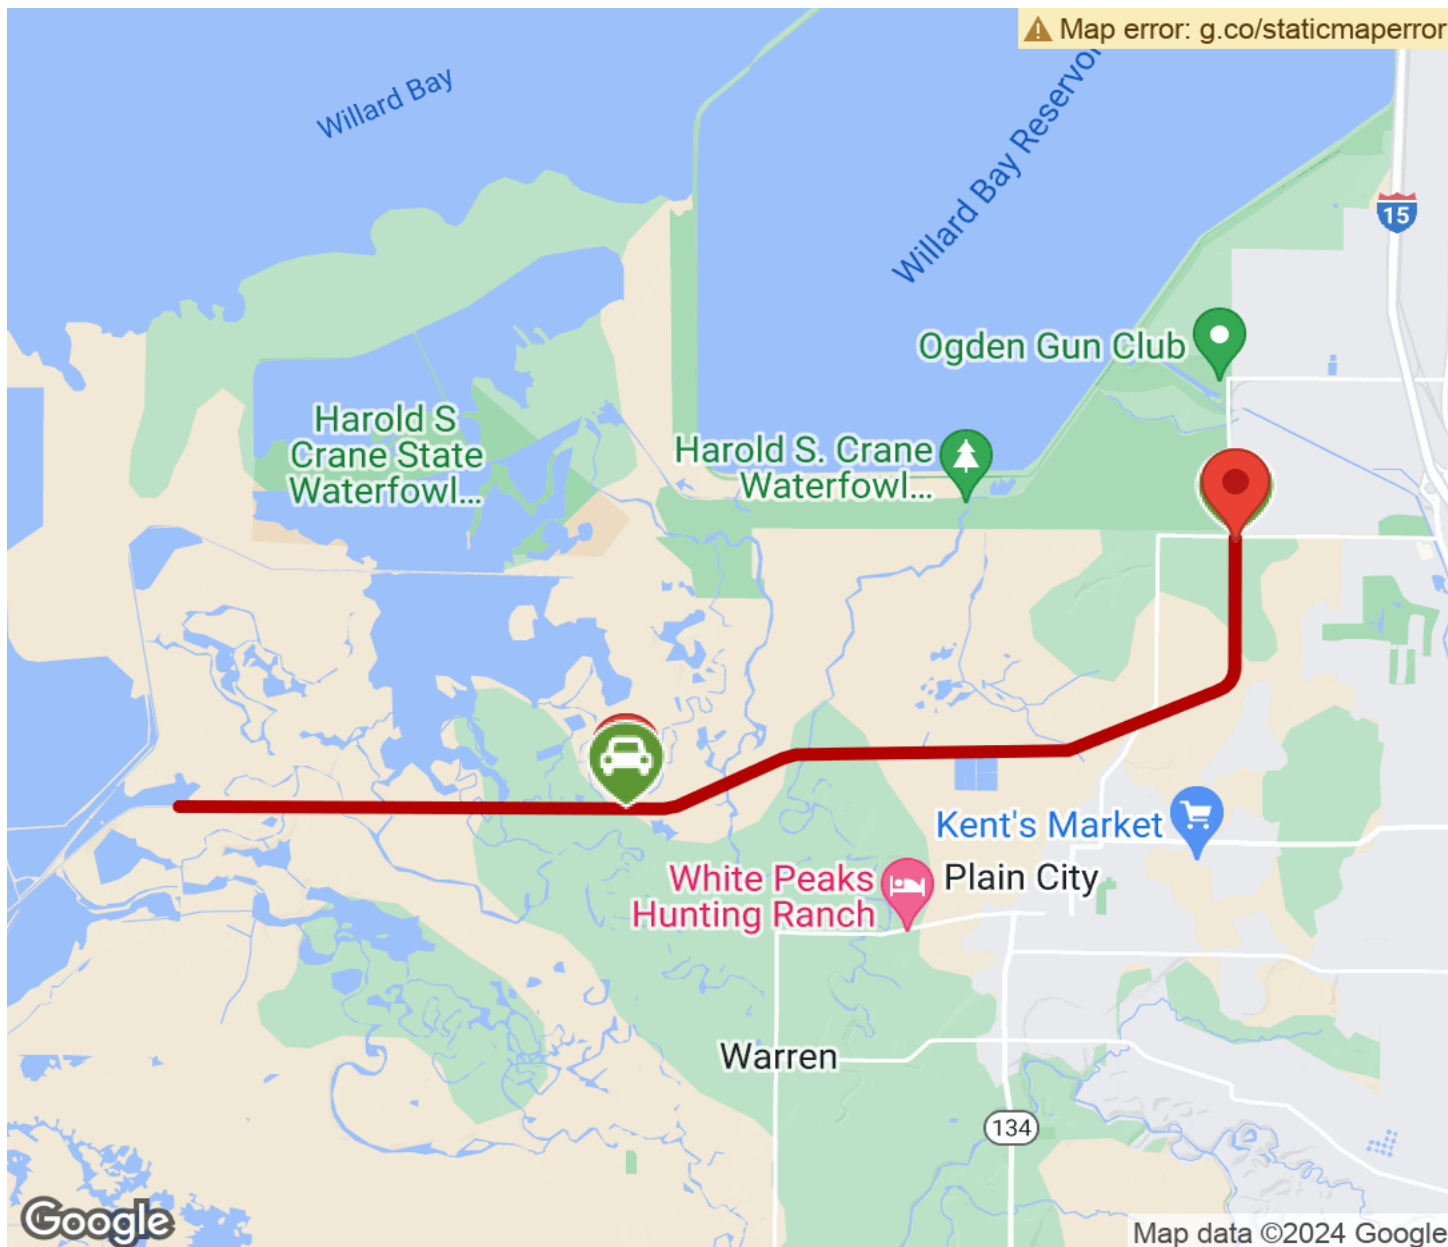 Map error: g.co/staticmaperror
Willard Bay
Willard Bay Reservoir
15
Ogden Gun Club
Harold S
Crane State
Waterfowl...
Harold S. Crane
Waterfowl...
Kent's Market
White Peaks
Hunting Ranch
Plain City
Warren
134
Google
Map data ©2024 Google